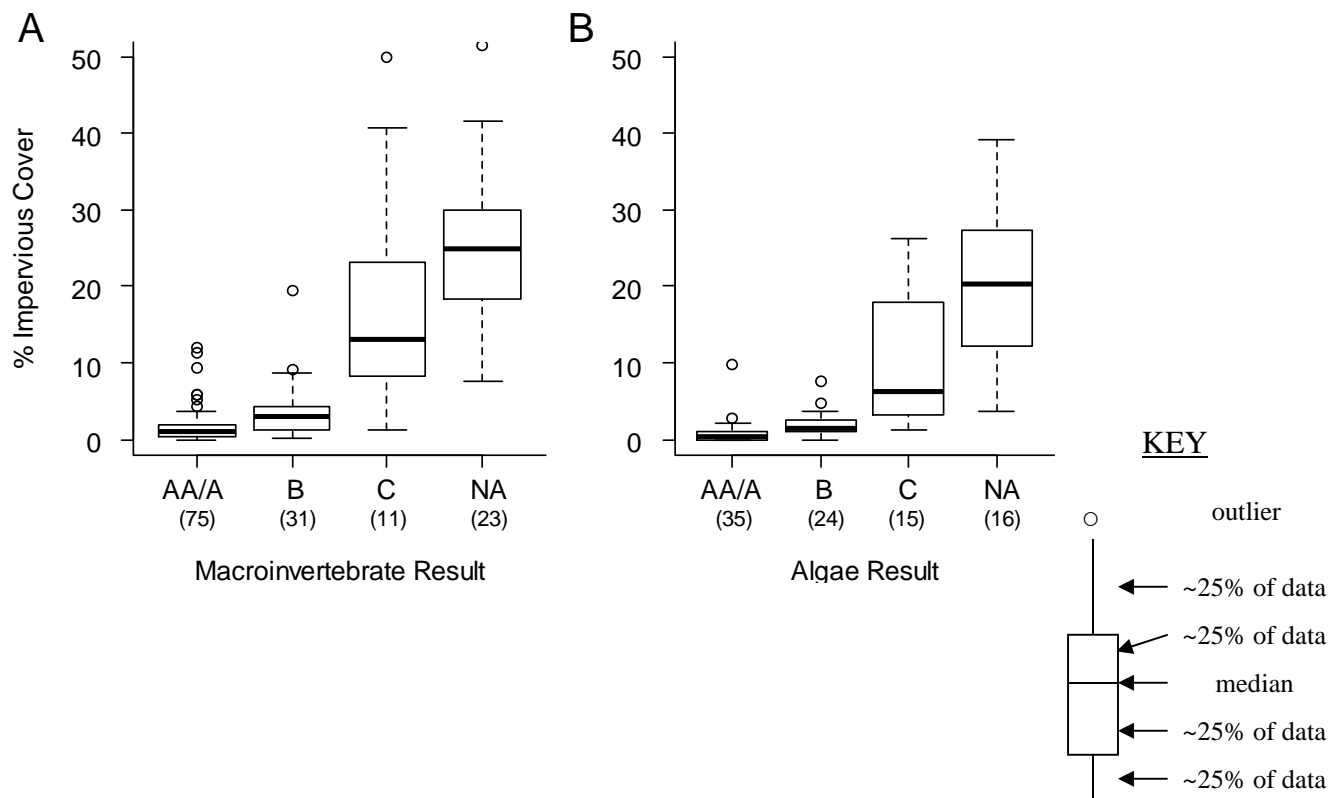 A
% Impervious Cover
50
40
30
20
10
0
AA/A B C NA
(75) (31) (11) (23)
Macroinvertebrate Result
B
50
40
30
20
10
0
AA/A B C NA
(35) (24) (15) (16)
Algae Result
KEY
outlier
~25% of data
~25% of data
median
~25% of data
~25% of data